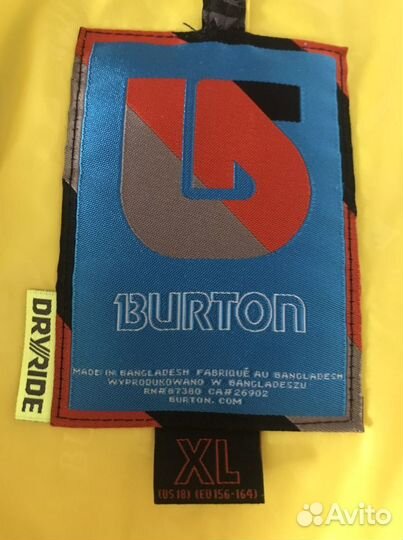 BURTON
MADE IN BANGLADESH FABRIQUÉ AU BANGLADESH
WYPRODUKOWANO W BANGLADESZU
RN#87380 CA#26902
BURTON.COM
DRYRIDE
XL
(US 18) (EU 156-164)
Avito